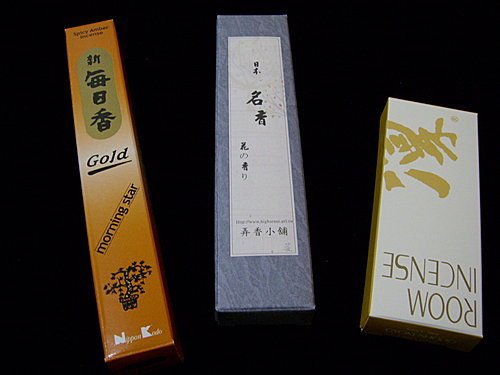 Spicy Amber
Incense
新
毎日香
Gold
morning star
Nippon Kodo
日本
名香
花の香り
弄香小舗
ROOM
INCENSE